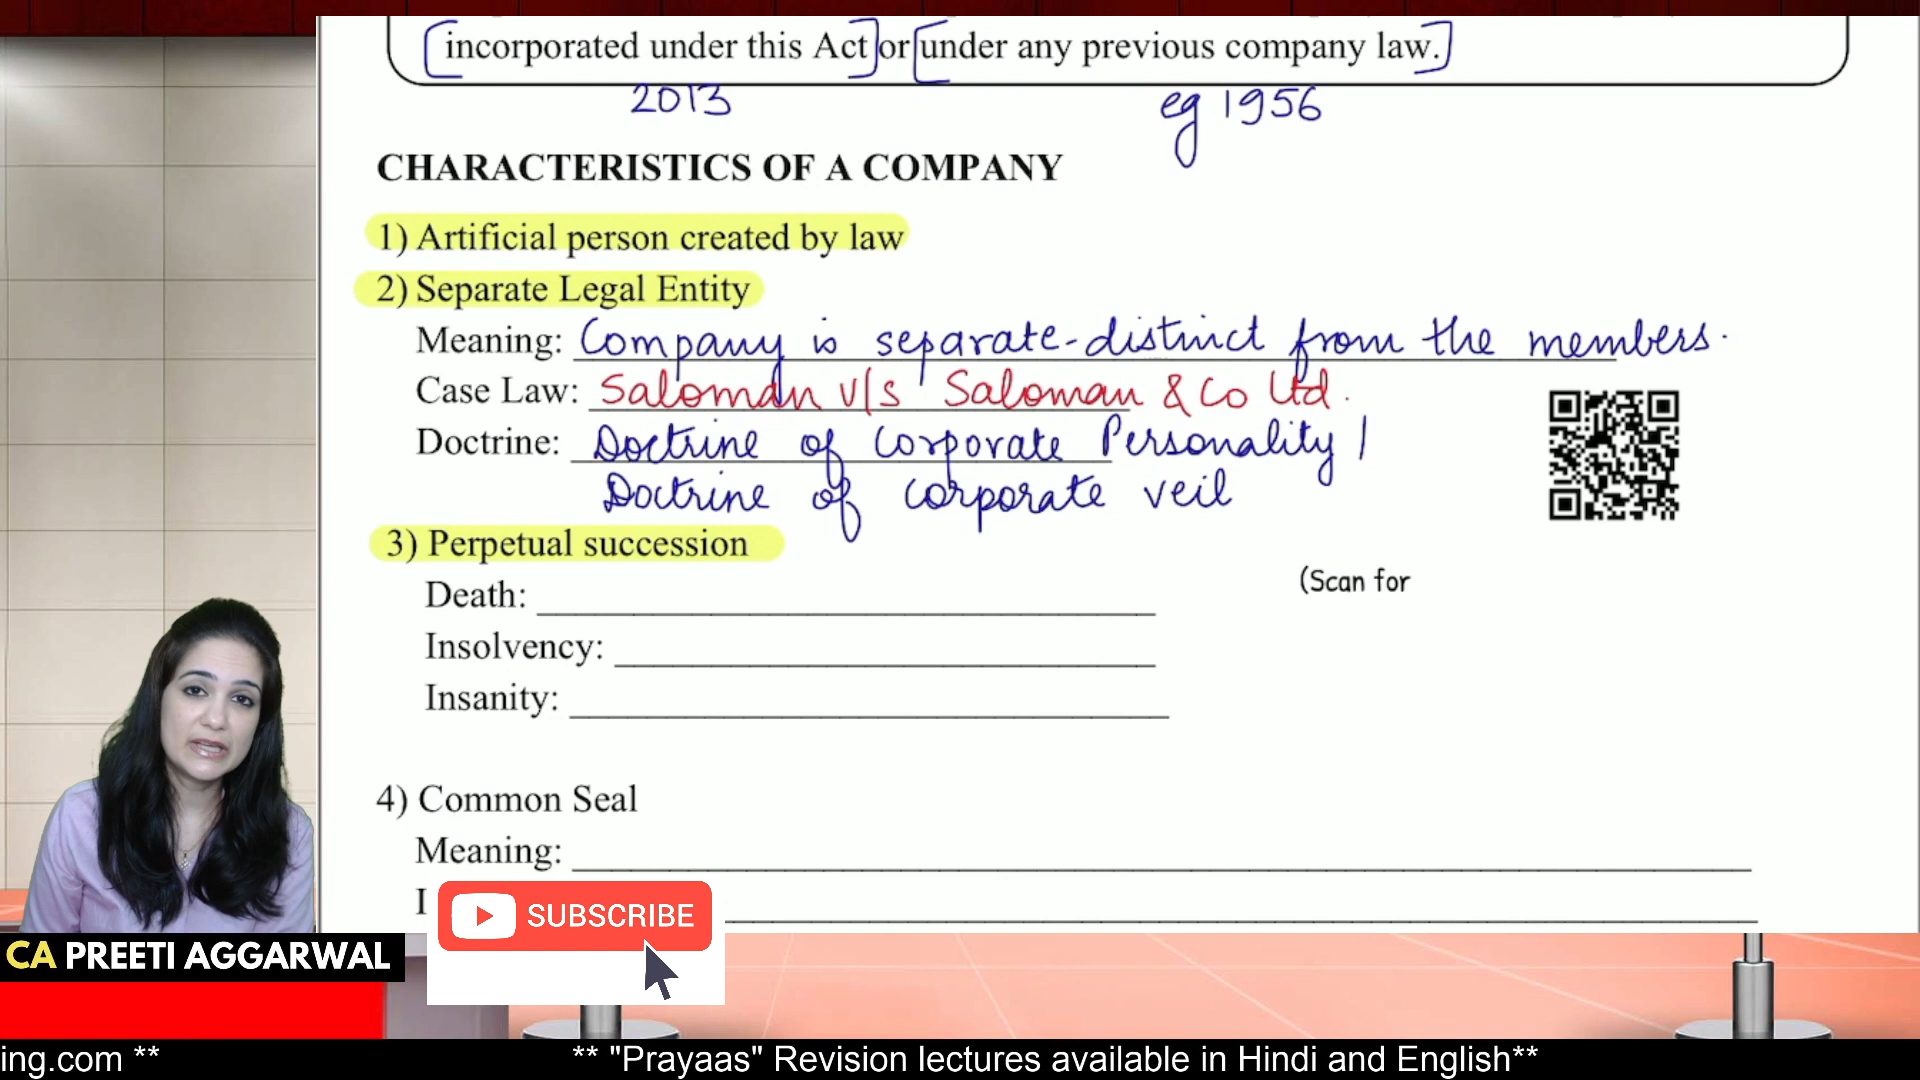 incorporated under this Act or under any previous company law.
2013
eg 1956
CHARACTERISTICS OF A COMPANY
1) Artificial person created by law
2) Separate Legal Entity
Meaning: Company is separate-distinct from the members.
Case Law: Saloman v/s Saloman & Co Ltd.
Doctrine: Doctrine of Corporate Personality /
Doctrine of corporate veil
3) Perpetual succession
Death:
(Scan for
Insolvency:
Insanity:
4) Common Seal
Meaning:
I
SUBSCRIBE
CA PREETI AGGARWAL
ing.com ** ** "Prayaas" Revision lectures available in Hindi and English**